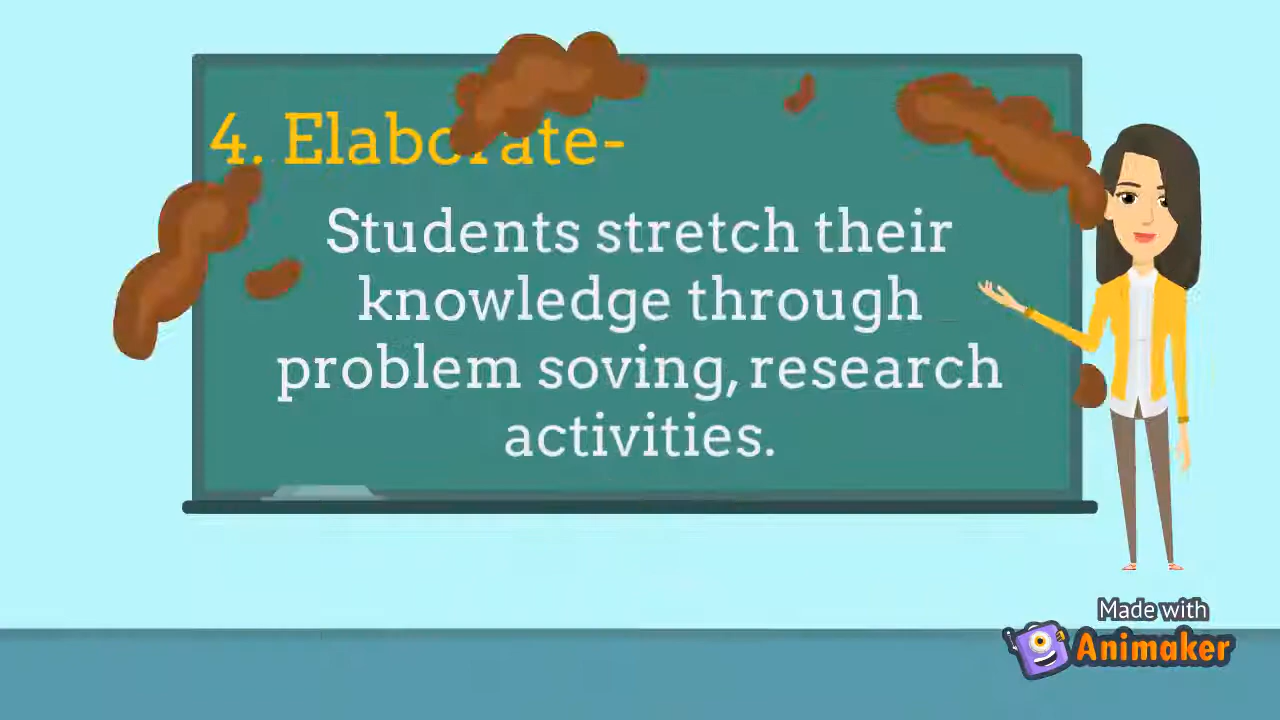 4. Elaborate-
Students stretch their
knowledge through
problem soving, research
activities.
Made with
Animaker